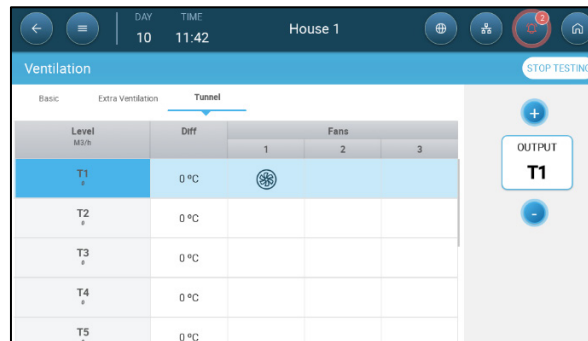 DAY TIME
10 11:42 House 1 2
Ventilation STOP TESTING
Basic Extra Ventilation Tunnel
Level Diff Fans
M3/h 1 2 3
OUTPUT
T1
T1 0 ºC
#
T2 0 ºC
#
T3 0 ºC
#
T4 0 ºC
#
T5 0 ºC